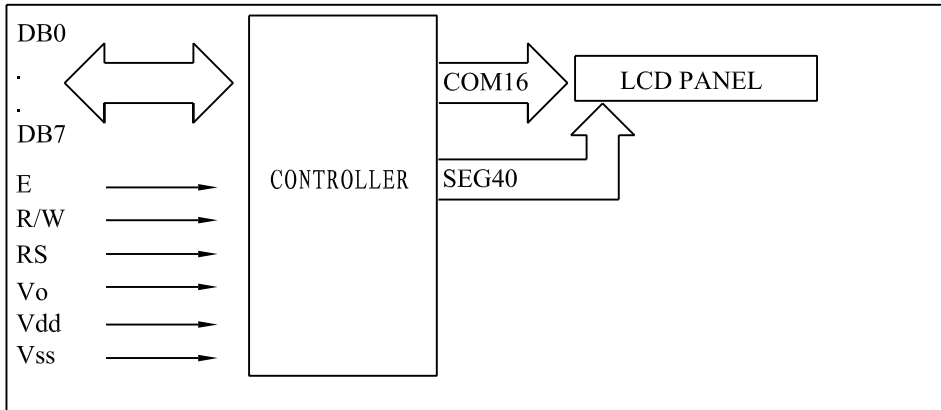 DB0
.
.
DB7
E
R/W
RS
Vo
Vdd
Vss
CONTROLLER
COM16
SEG40
LCD PANEL